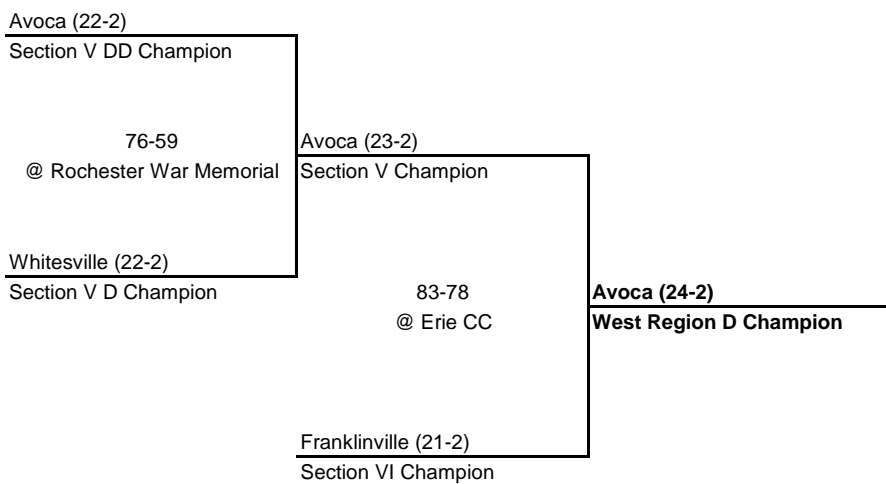 Avoca (22-2)
Section V DD Champion
76-59
@ Rochester War Memorial
Avoca (23-2)
Section V Champion
Whitesville (22-2)
Section V D Champion
83-78
@ Erie CC
Avoca (24-2)
West Region D Champion
Franklinville (21-2)
Section VI Champion